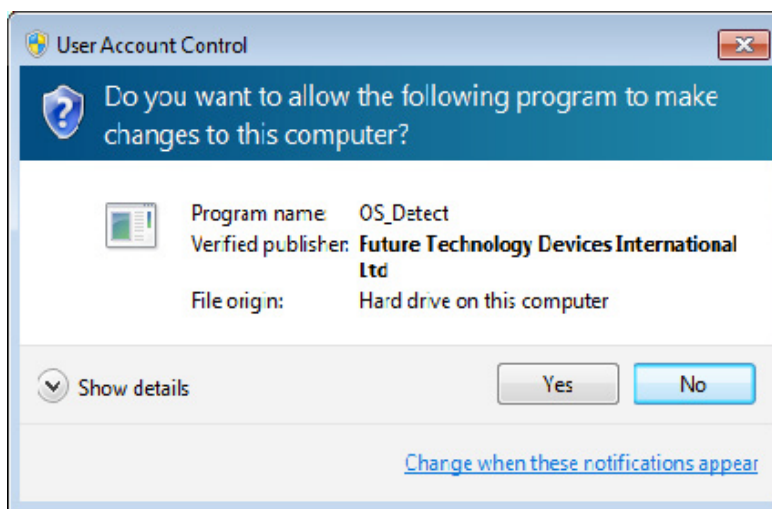 User Account Control
Do you want to allow the following program to make
changes to this computer?
Program name: OS_Detect
Verified publisher: Future Technology Devices International
Ltd
File origin: Hard drive on this computer
Show details
Yes No
Change when these notifications appear